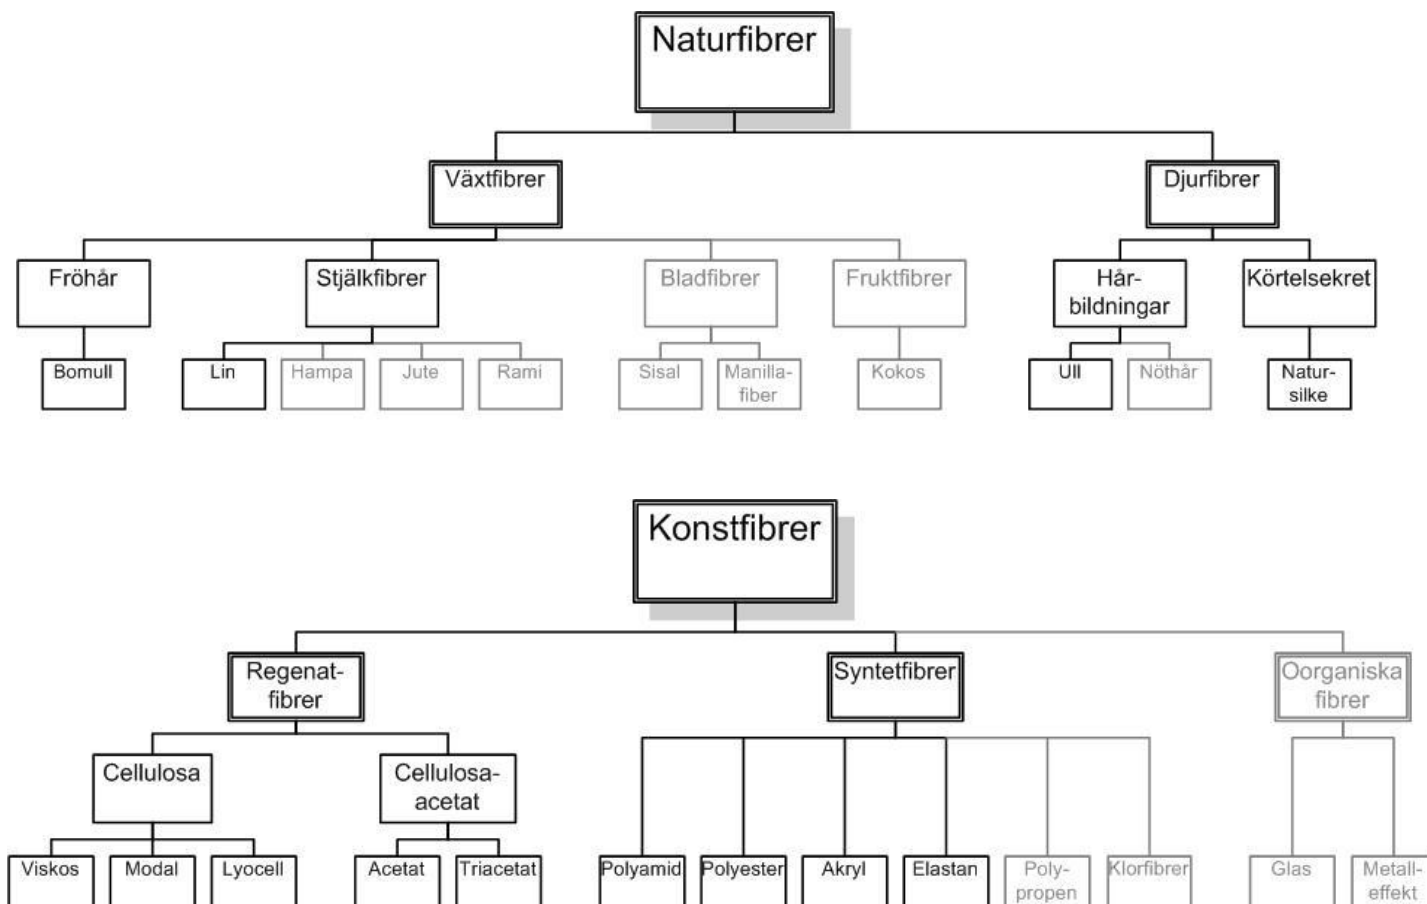 Naturfibrer
Växtfibrer
Djurfibrer
Fröhår
Stjälkfibrer
Bladfibrer
Fruktfibrer
Hår-
bildningar
Körtelsekret
Bomull
Lin
Hampa
Jute
Rami
Sisal
Manilla-
fiber
Kokos
Ull
Nöthår
Natur-
silke
Konstfibrer
Regenat-
fibrer
Syntetfibrer
Oorganiska
fibrer
Cellulosa
Cellulosa-
acetat
Viskos
Modal
Lyocell
Acetat
Triacetat
Polyamid
Polyester
Akryl
Elastan
Poly-
propen
Klorfibrer
Glas
Metall-
effekt